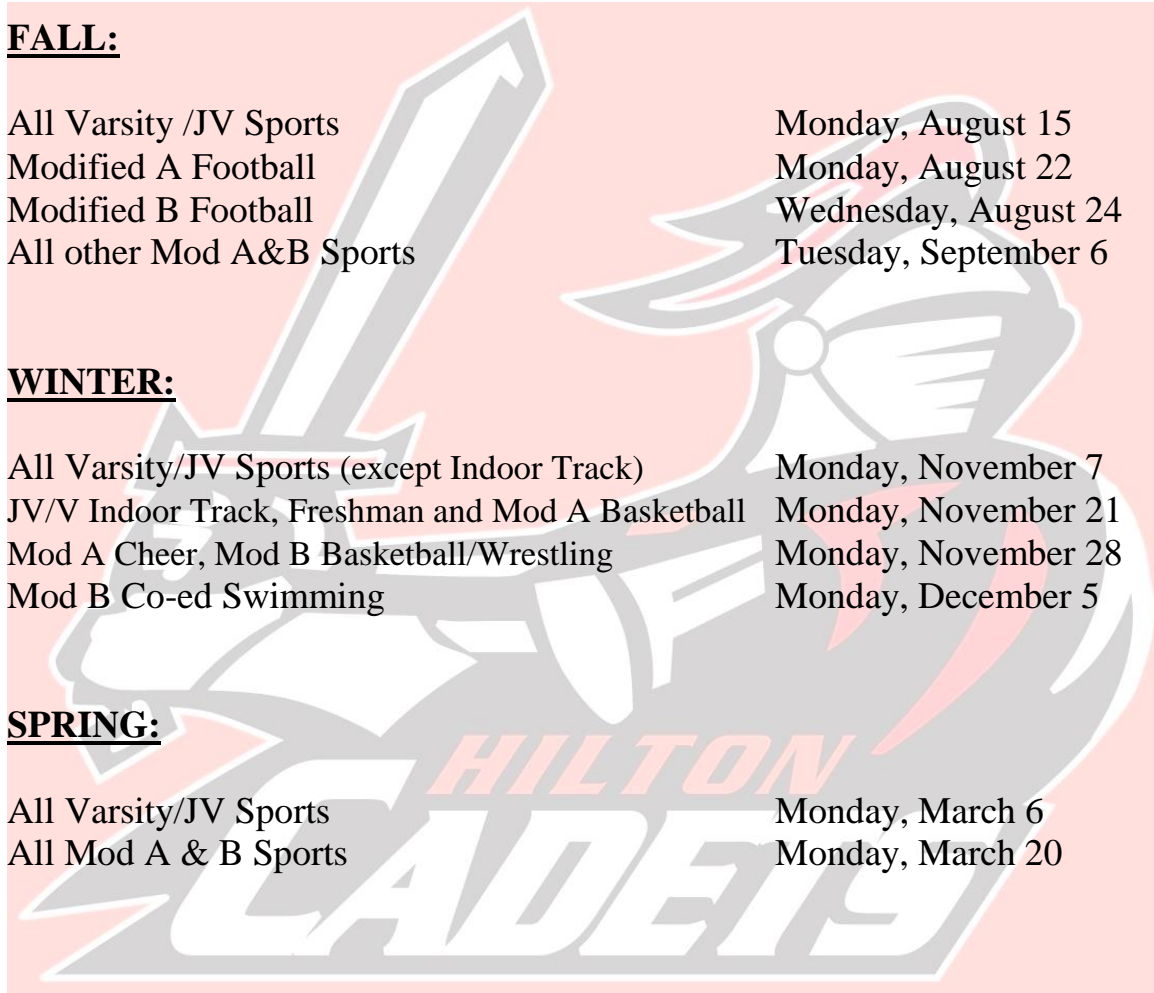 FALL:
All Varsity /JV Sports Monday, August 15
Modified A Football Monday, August 22
Modified B Football Wednesday, August 24
All other Mod A&B Sports Tuesday, September 6
WINTER:
All Varsity/JV Sports (except Indoor Track) Monday, November 7
JV/V Indoor Track, Freshman and Mod A Basketball Monday, November 21
Mod A Cheer, Mod B Basketball/Wrestling Monday, November 28
Mod B Co-ed Swimming Monday, December 5
SPRING:
HILTON
All Varsity/JV Sports Monday, March 6
All Mod A & B Sports Monday, March 20
CADETS